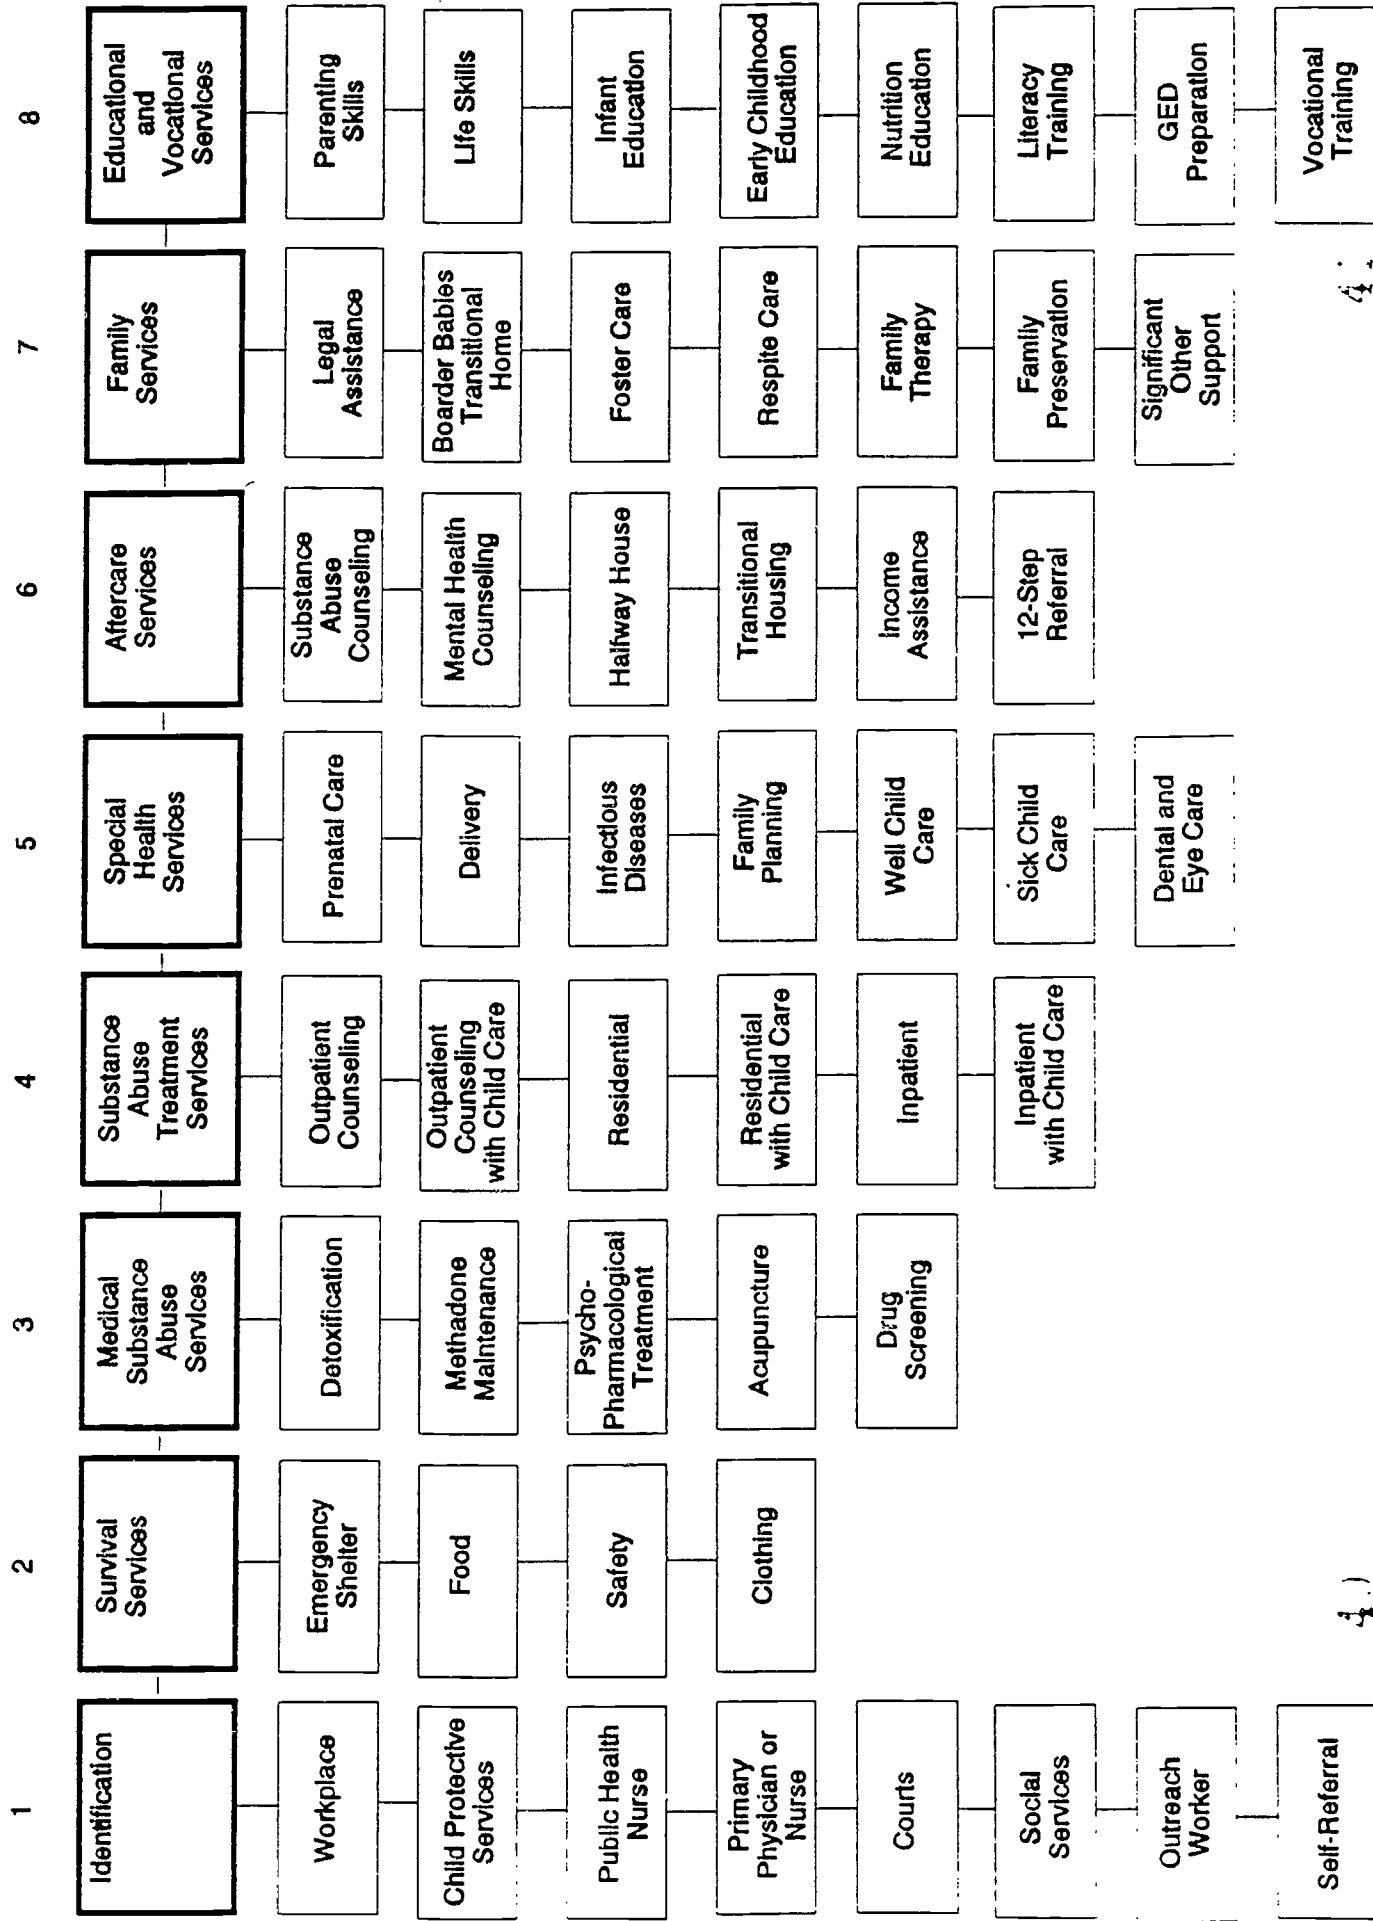 1
Identification
Workplace
Child Protective
Services
Public Health
Nurse
Primary
Physician or
Nurse
Courts
Social
Services
Outreach
Worker
Self-Referral
2
Survival
Services
Emergency
Shelter
Food
Safety
Clothing
3
Medical
Substance
Abuse
Services
Detoxification
Methadone
Maintenance
Psycho-
Pharmacological
Treatment
Acupuncture
Drug
Screening
4
Substance
Abuse
Treatment
Services
Outpatient
Counseling
Outpatient
Counseling
with Child Care
Residential
Residential
with Child Care
Inpatient
Inpatient
with Child Care
5
Special
Health
Services
Prenatal Care
Delivery
Infectious
Diseases
Family
Planning
Well Child
Care
Sick Child
Care
Dental and
Eye Care
6
Aftercare
Services
Substance
Abuse
Counseling
Mental Health
Counseling
Halfway House
Transitional
Housing
Income
Assistance
12-Step
Referral
7
Family
Services
Legal
Assistance
Boarder Babies
Transitional
Home
Foster Care
Respite Care
Family
Therapy
Family
Preservation
Significant
Other
Support
8
Educational
and
Vocational
Services
Parenting
Skills
Life Skills
Infant
Education
Early Childhood
Education
Nutrition
Education
Literacy
Training
GED
Preparation
Vocational
Training